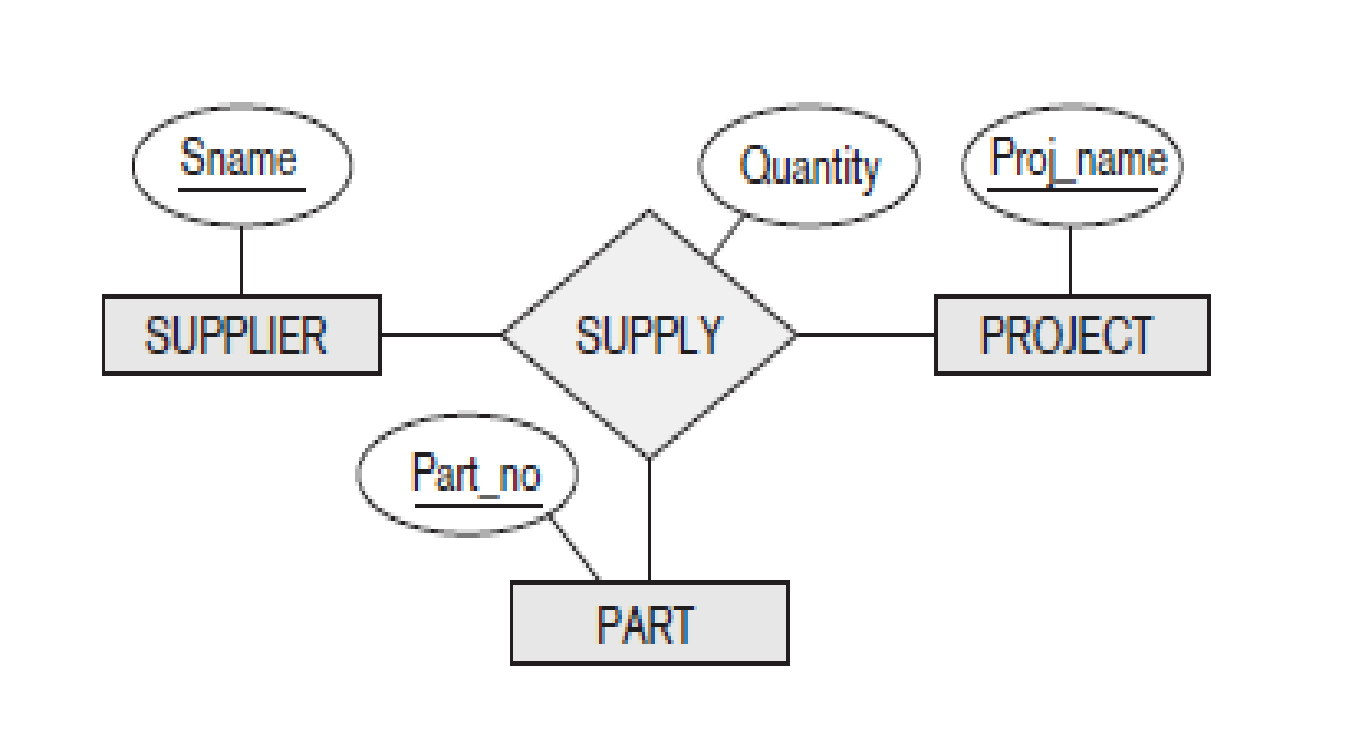 Sname
Quantity
Proj_name
SUPPLIER
SUPPLY
PROJECT
Part_no
PART